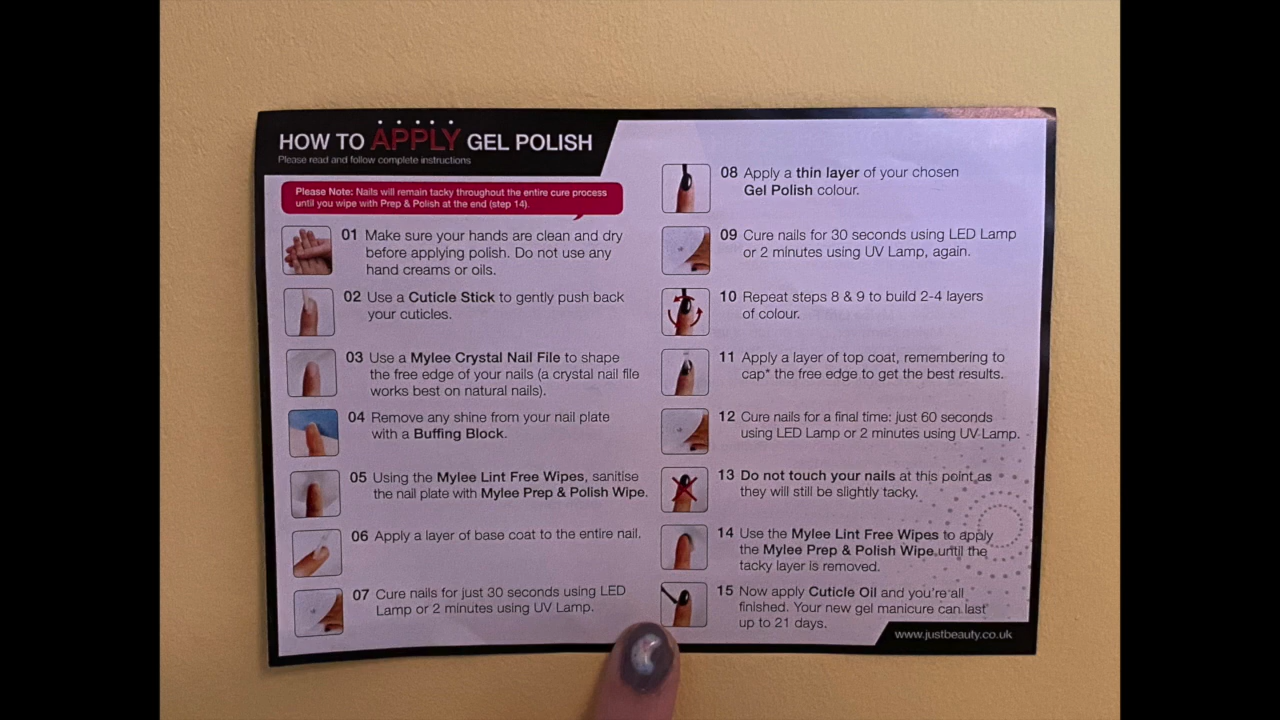 HOW TO APPLY GEL POLISH
Please read and follow complete instructions
Please Note: Nails will remain tacky throughout the entire cure process
until you wipe with Prep & Polish at the end (step 14).
01 Make sure your hands are clean and dry
before applying polish. Do not use any
hand creams or oils.
02 Use a Cuticle Stick to gently push back
your cuticles.
03 Use a Mylee Crystal Nail File to shape
the free edge of your nails (a crystal nail file
works best on natural nails).
04 Remove any shine from your nail plate
with a Buffing Block.
05 Using the Mylee Lint Free Wipes, sanitise
the nail plate with Mylee Prep & Polish Wipe.
06 Apply a layer of base coat to the entire nail.
07 Cure nails for just 30 seconds using LED
Lamp or 2 minutes using UV Lamp.
08 Apply a thin layer of your chosen
Gel Polish colour.
09 Cure nails for 30 seconds using LED Lamp
or 2 minutes using UV Lamp, again.
10 Repeat steps 8 & 9 to build 2-4 layers
of colour.
11 Apply a layer of top coat, remembering to
cap* the free edge to get the best results.
12 Cure nails for a final time: just 60 seconds
using LED Lamp or 2 minutes using UV Lamp.
13 Do not touch your nails at this point as
they will still be slightly tacky.
14 Use the Mylee Lint Free Wipes to apply
the Mylee Prep & Polish Wipe until the
tacky layer is removed.
15 Now apply Cuticle Oil and you're all
finished. Your new gel manicure can last
up to 21 days.
www.justbeauty.co.uk